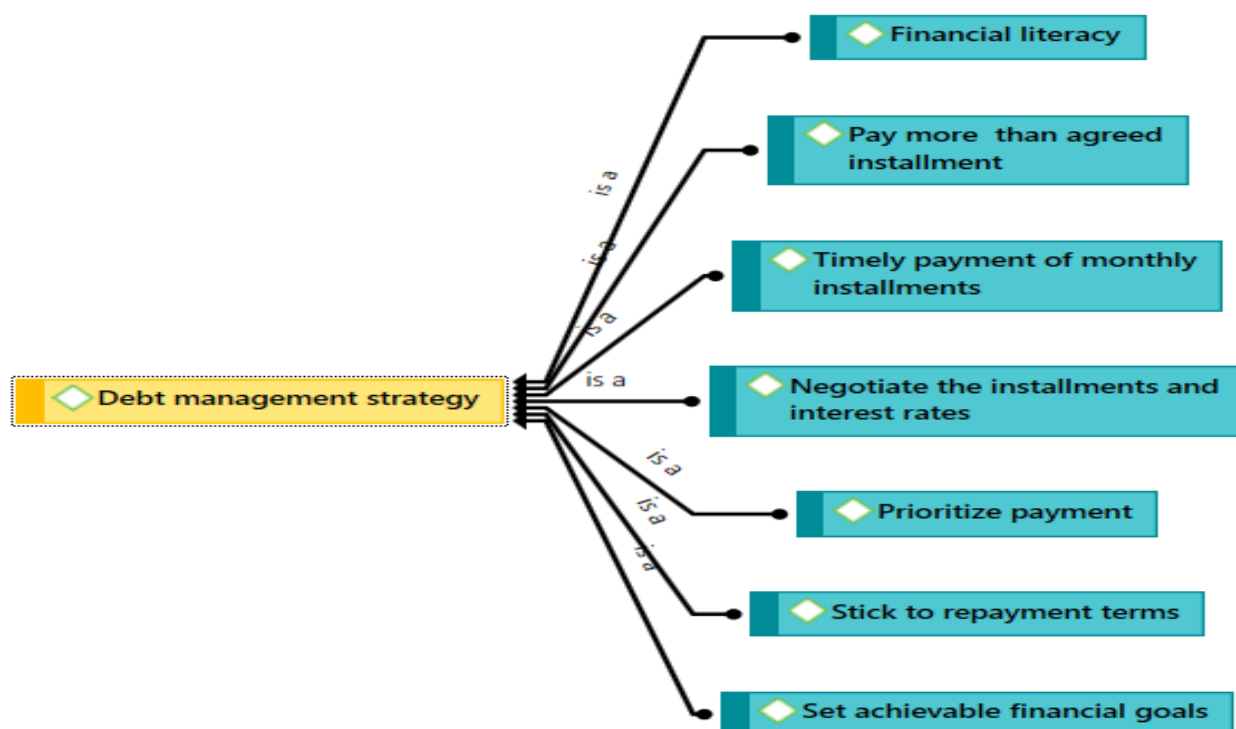 Financial literacy
Pay more than agreed
installment
is a
is a
Timely payment of monthly
installments
is a
Debt management strategy
is a
Negotiate the installments and
interest rates
is a
Prioritize payment
is a
is a
Stick to repayment terms
Set achievable financial goals